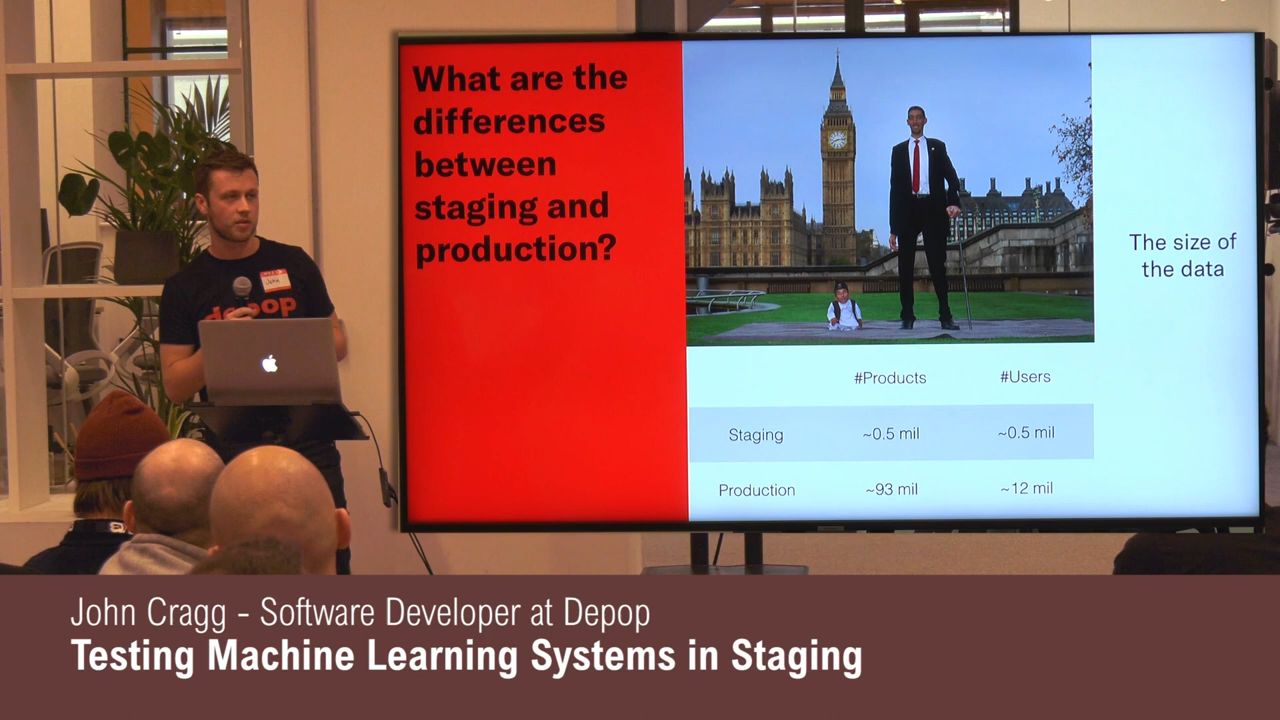 What are the
differences
between
staging and
production?
The size of
the data
#Products #Users
Staging ~0.5 mil ~0.5 mil
Production ~93 mil ~12 mil
depop
John Cragg - Software Developer at Depop
Testing Machine Learning Systems in Staging